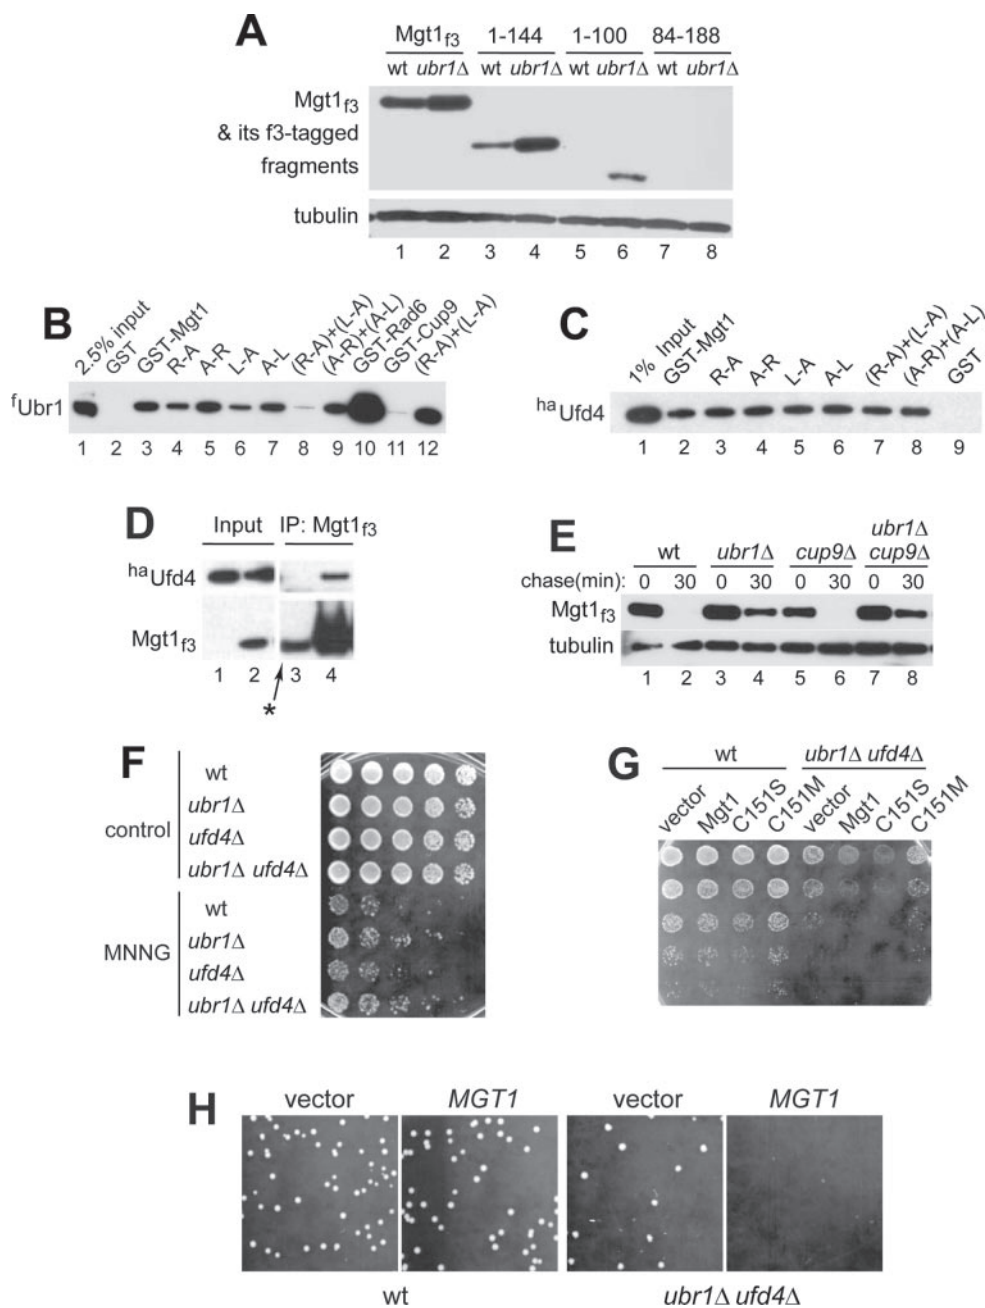 A
Mgt1f3 1-144 1-100 84-188
wt ubr1Δ wt ubr1Δ wt ubr1Δ wt ubr1Δ
Mgt1f3
& its f3-tagged
fragments
tubulin
1 2 3 4 5 6 7 8
B
2.5% input GST GST-Mgt1 R-A A-R L-A A-L (R-A)+(L-A) (A-R)+(A-L) GST-Rad6 GST-Cup9 (R-A)+(L-A)
fUbr1
1 2 3 4 5 6 7 8 9 10 11 12
C
1% Input GST-Mgt1 R-A A-R L-A A-L (R-A)+(L-A) (A-R)+(A-L) GST
haUfd4
1 2 3 4 5 6 7 8 9
D
Input IP: Mgt1f3
haUfd4
Mgt1f3
1 2 3 4
*
E
wt ubr1Δ cup9Δ ubr1Δ cup9Δ
chase(min): 0 30 0 30 0 30 0 30
Mgt1f3
tubulin
1 2 3 4 5 6 7 8
F
control
wt
ubr1Δ
ufd4Δ
ubr1Δ ufd4Δ
MNNG
wt
ubr1Δ
ufd4Δ
ubr1Δ ufd4Δ
G
wt ubr1Δ ufd4Δ
vector Mgt1 C151S C151M vector Mgt1 C151S C151M
H
vector MGT1 vector MGT1
wt ubr1Δ ufd4Δ